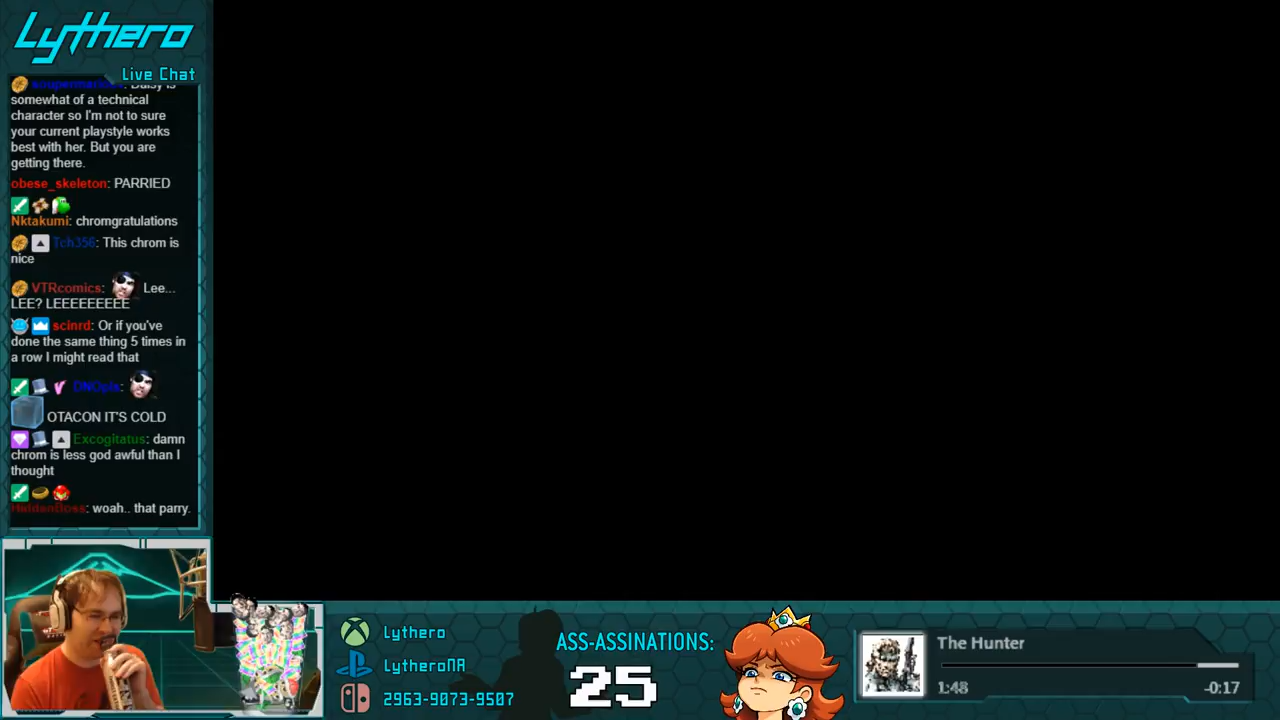 Lythero
Live Chat
Daisy is
somewhat of a technical
character so I'm not to sure
your current playstyle works
best with her. But you are
getting there.
obese_skeleton: PARRIED
Nktakumi: chromgratulations
Tch356: This chrom is
nice
VTRcomics: Lee...
LEE? LEEEEEEEEE
scinrd: Or if you've
done the same thing 5 times in
a row I might read that
OTACON IT'S COLD
Excogitatus: damn
chrom is less god awful than I
thought
HiddenBoss: woah.. that parry.
Lythero
LytheroNA
2963-9073-9507
ASS-ASSINATIONS:
25
The Hunter
1:48
-0:17